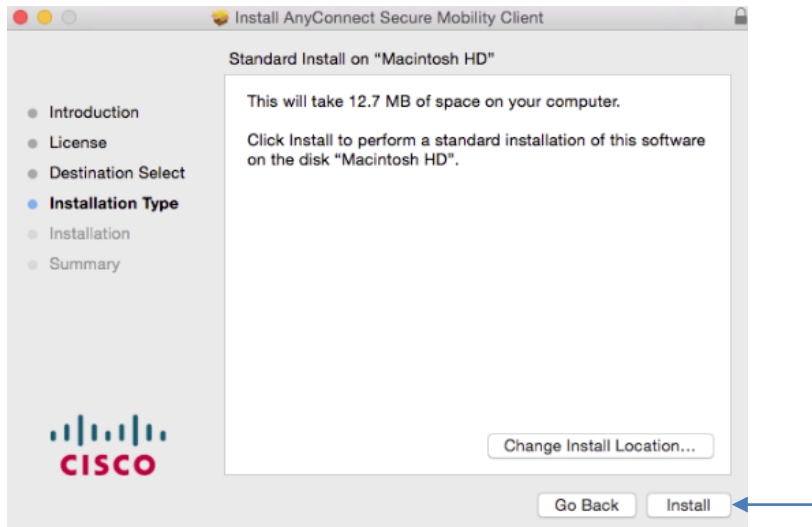 Install AnyConnect Secure Mobility Client
Standard Install on “Macintosh HD”
Introduction
License
Destination Select
Installation Type
Installation
Summary
This will take 12.7 MB of space on your computer.
Click Install to perform a standard installation of this software
on the disk “Macintosh HD”.
Change Install Location...
CISCO
Go Back
Install